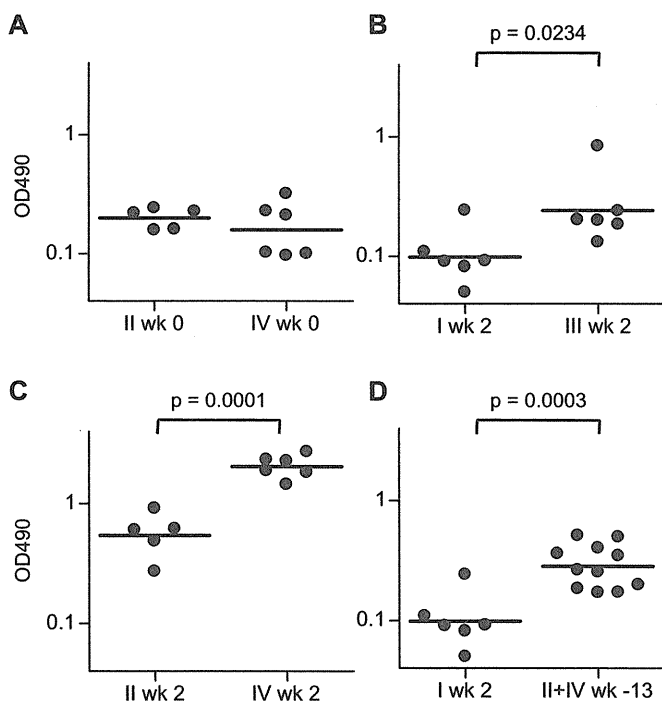 A
B
p = 0.0234
OD490
1
0.1
II wk 0
IV wk 0
1
0.1
I wk 2
III wk 2
C
D
p = 0.0001
p = 0.0003
OD490
1
0.1
II wk 2
IV wk 2
1
0.1
I wk 2
II+IV wk -13